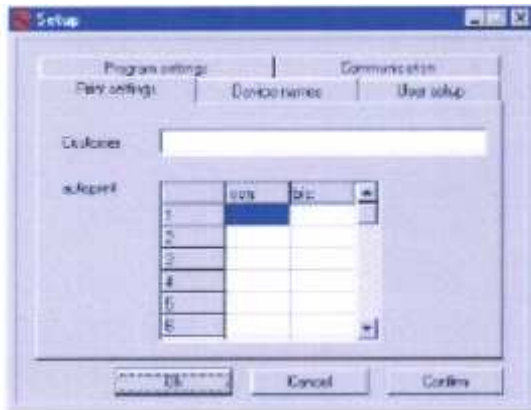 Setup
Program settings Communication
Print settings Device names User setup
Customer
autoprint
1
2
3
4
5
6
Ok Cancel Confirm